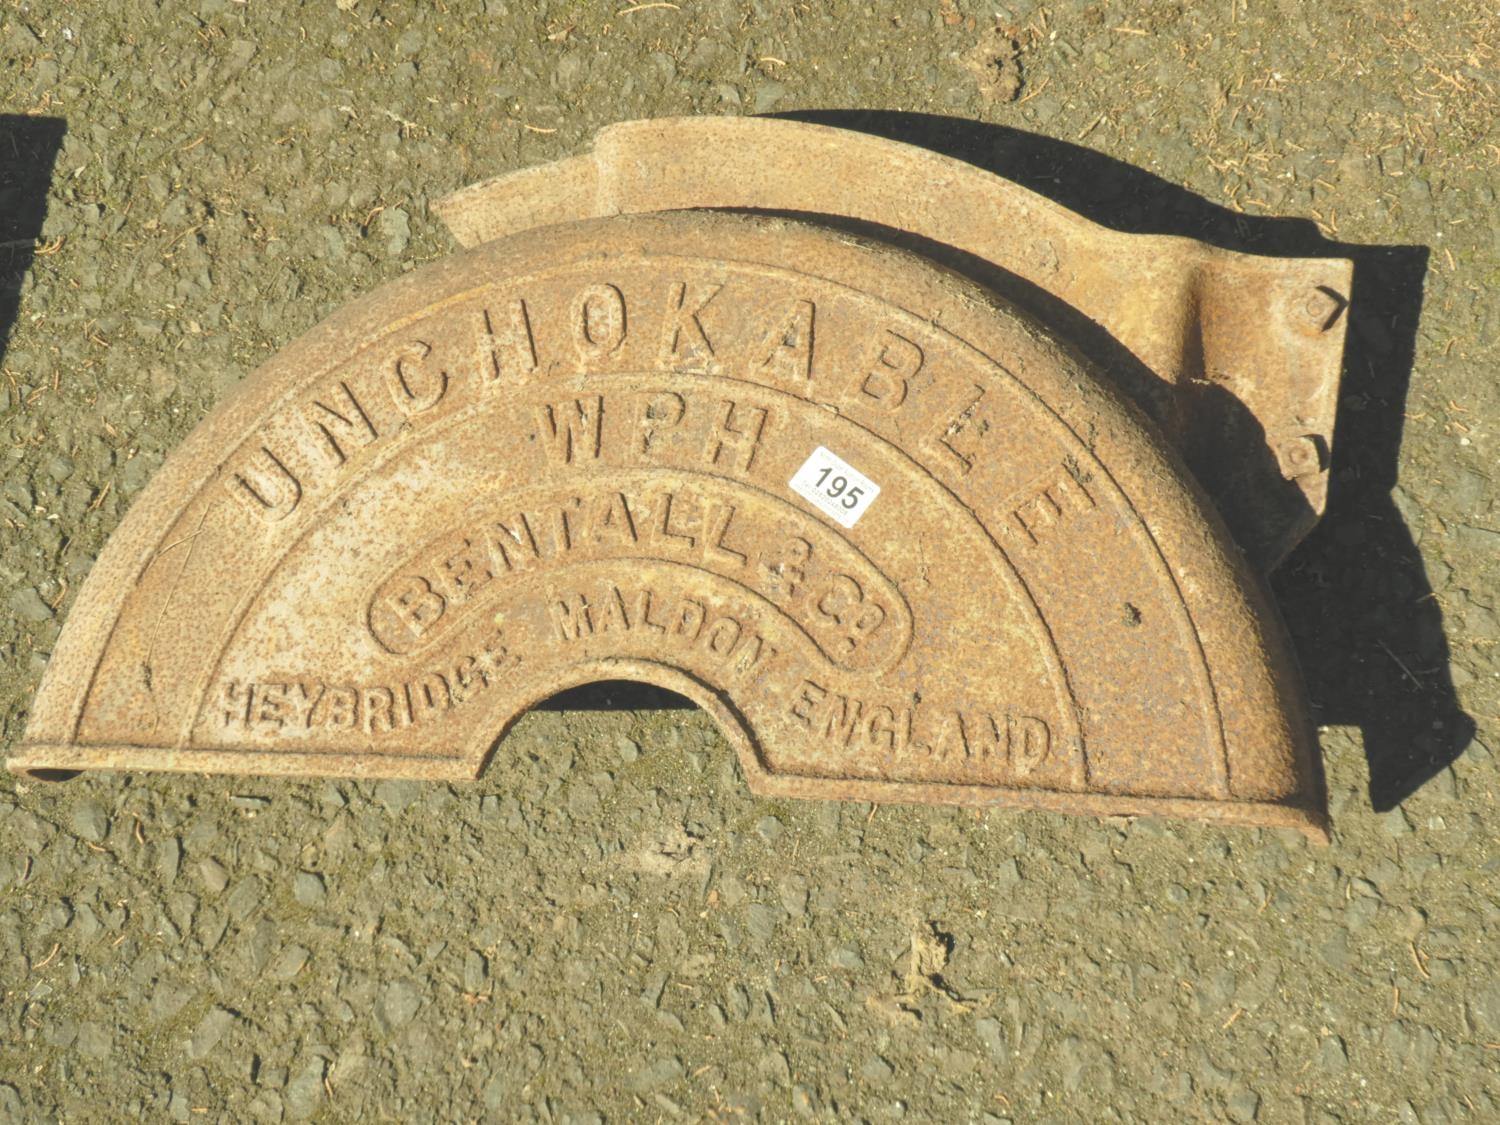 UNCHOKABLE
WPH
BENTALL & CO.
HEYBRIDGE MALDON ENGLAND
195